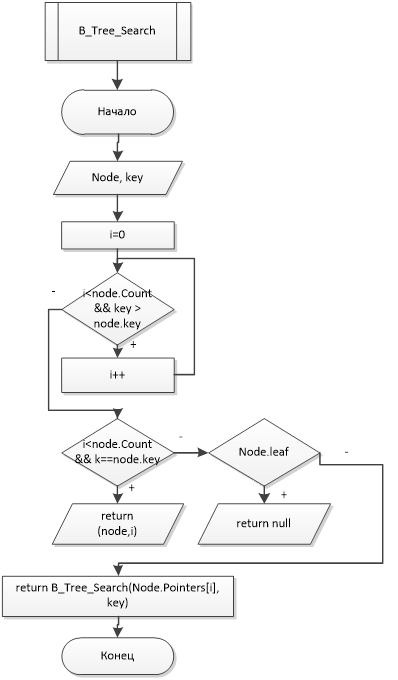 B_Tree_Search
Начало
Node, key
i=0
-
i<node.Count
&& key >
node.key
+
i++
i<node.Count
&& k==node.key
-
Node.leaf
-
+
+
return
(node,i)
return null
return B_Tree_Search(Node.Pointers[i],
key)
Конец